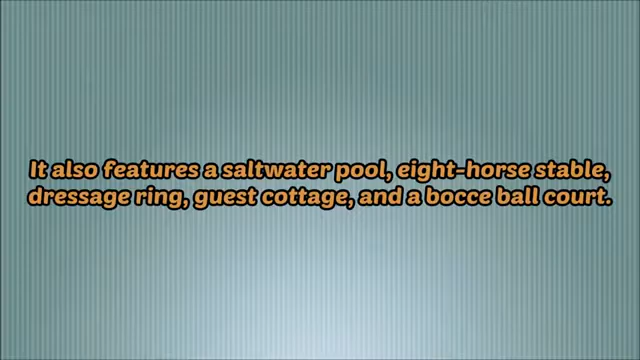 It also features a saltwater pool, eight-horse stable,
dressage ring, guest cottage, and a bocce ball court.